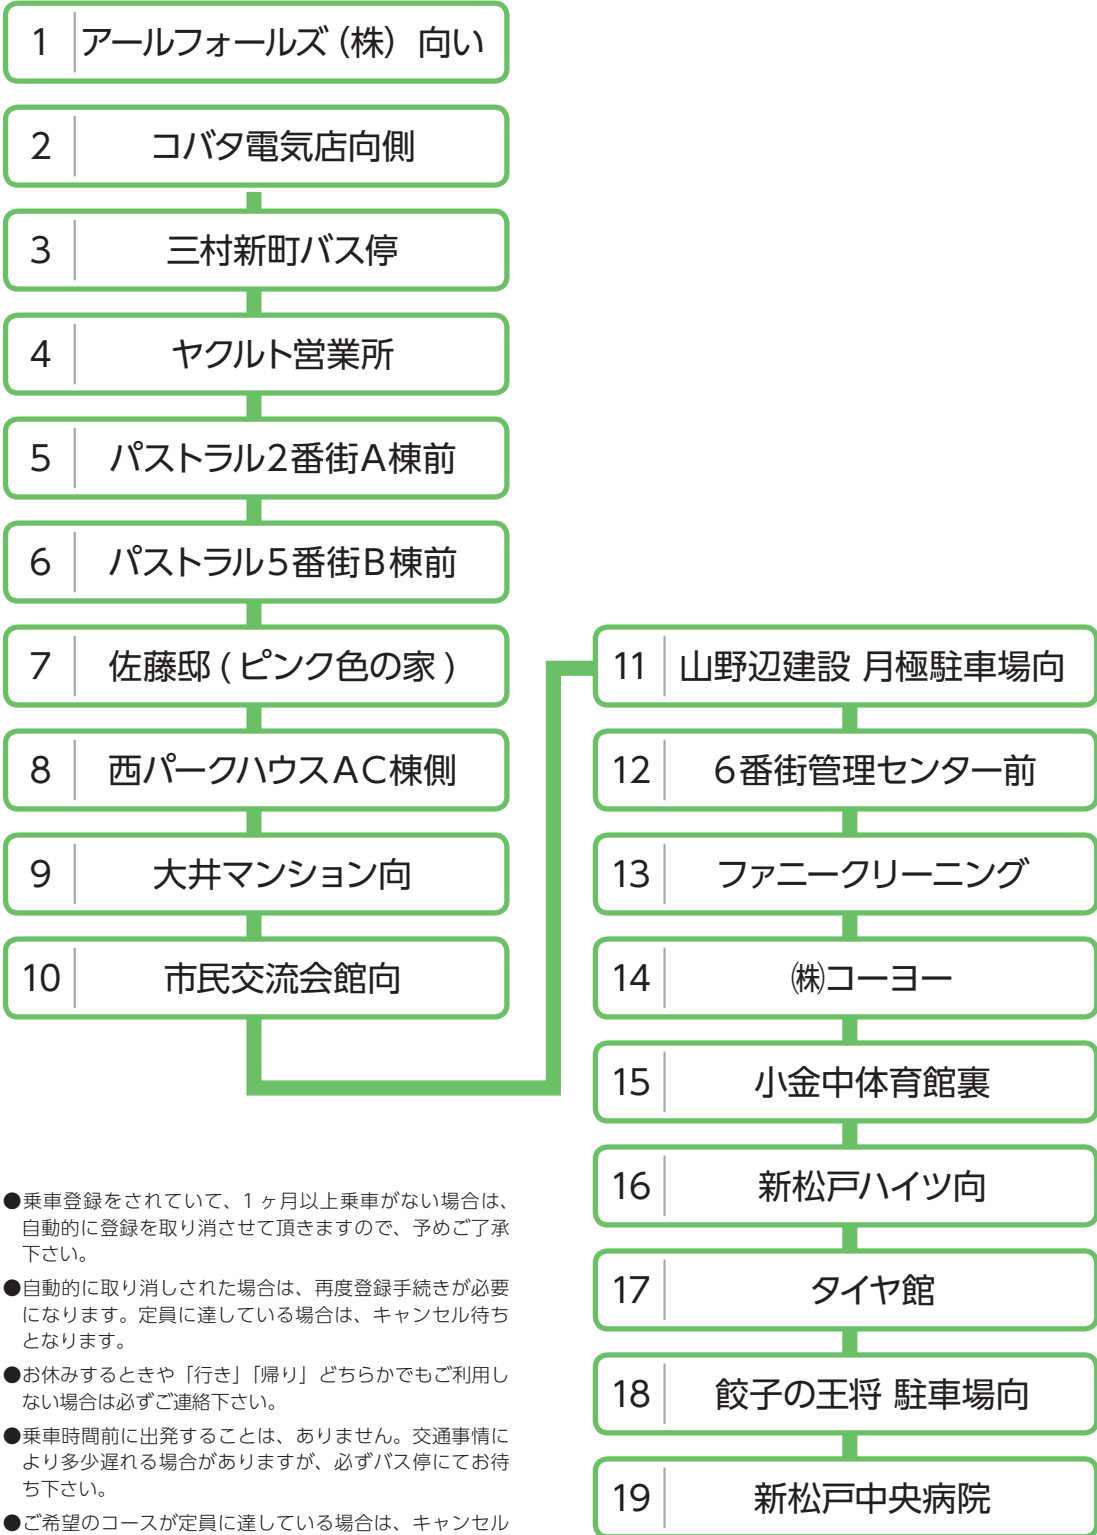 1 アールフォールズ（株）向い
2 コバタ電気店向側
3 三村新町バス停
4 ヤクルト営業所
5 パストラル2番街A棟前
6 パストラル5番街B棟前
7 佐藤邸(ピンク色の家)
8 西パークハウスAC棟側
9 大井マンション向
10 市民交流会館向
11 山野辺建設 月極駐車場向
12 6番街管理センター前
13 ファニークリーニング
14 ㈱コーヨー
15 小金中体育館裏
16 新松戸ハイツ向
17 タイヤ館
18 餃子の王将 駐車場向
19 新松戸中央病院
●乗車登録をされていて、1ヶ月以上乗車がない場合は、
自動的に登録を取り消させて頂きますので、予めご了承
下さい。
●自動的に取り消しされた場合は、再度登録手続きが必要
になります。定員に達している場合は、キャンセル待ち
となります。
●お休みするときや「行き」「帰り」どちらかでもご利用し
ない場合は必ずご連絡下さい。
●乗車時間前に出発することは、ありません。交通事情に
より多少遅れる場合がありますが、必ずバス停にてお待
ち下さい。
●ご希望のコースが定員に達している場合は、キャンセル